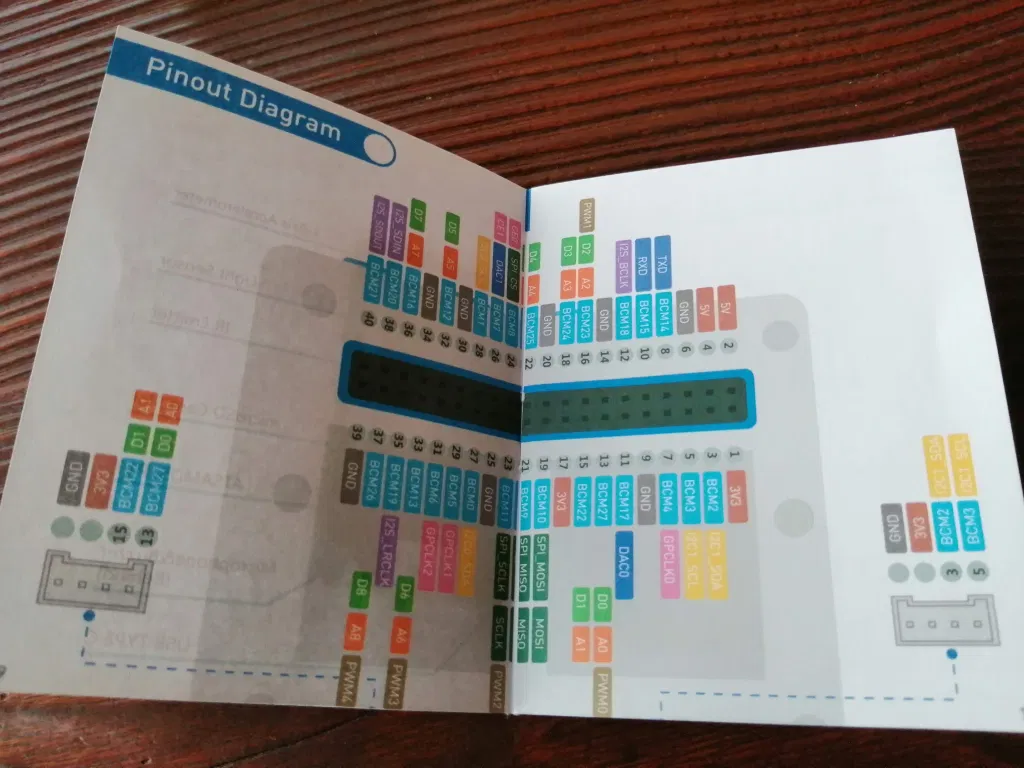 Pinout Diagram
I2S_SDOUT BCM21 40
I2S_SDIN BCM20 38
D7 A7 BCM16 36
GND 34
D5 A5 BCM12 32
GND 30
BCM1 28
CE1 DAC1 BCM7 26
SPI_CS BCM8 24
D4 A4 BCM25 22
GND 20
D3 A3 BCM24 18
PWM1 D2 A2 BCM23 16
GND 14
I2S_BCLK BCM18 12
RXD BCM15 10
TXD BCM14 8
GND 6
5V 4
5V 2
39 GND
37 BCM26
35 BCM19 I2S_LRCLK
33 BCM13 D6 A6 PWM3
31 BCM6 GPCLK2
29 BCM5 GPCLK1
27 BCM0
25 GND
23 BCM11 SPI_SCLK SCLK PWM2
21 BCM9 SPI_MISO MISO
19 BCM10 SPI_MOSI MOSI
17 3V3
15 BCM22 D1 A1
13 BCM27 D0 A0 PWM0
11 BCM17 DAC0
9 GND
7 BCM4 GPCLK0
5 BCM3 I2C1_SCL
3 BCM2 I2C1_SDA
1 3V3
D8 A8 PWM4
GND
3V3
A1 D1 BCM22 15
A0 D0 BCM27 13
GND
3V3
I2C1_SDA BCM2 3
I2C1_SCL BCM3 5